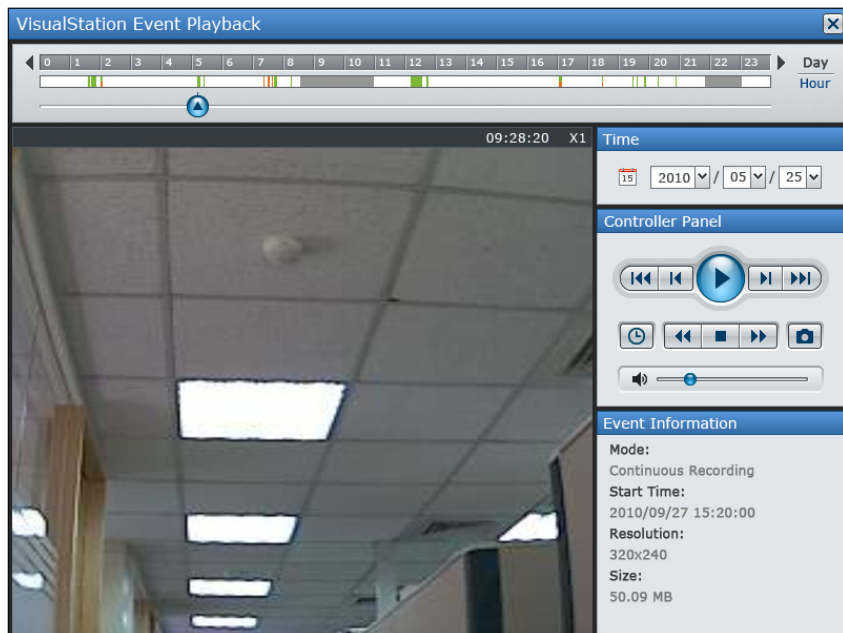 VisualStation Event Playback
0 1 2 3 4 5 6 7 8 9 10 11 12 13 14 15 16 17 18 19 20 21 22 23
Day
Hour
09:28:20 X1
Time
15 2010 / 05 / 25
Controller Panel
Event Information
Mode:
Continuous Recording
Start Time:
2010/09/27 15:20:00
Resolution:
320x240
Size:
50.09 MB